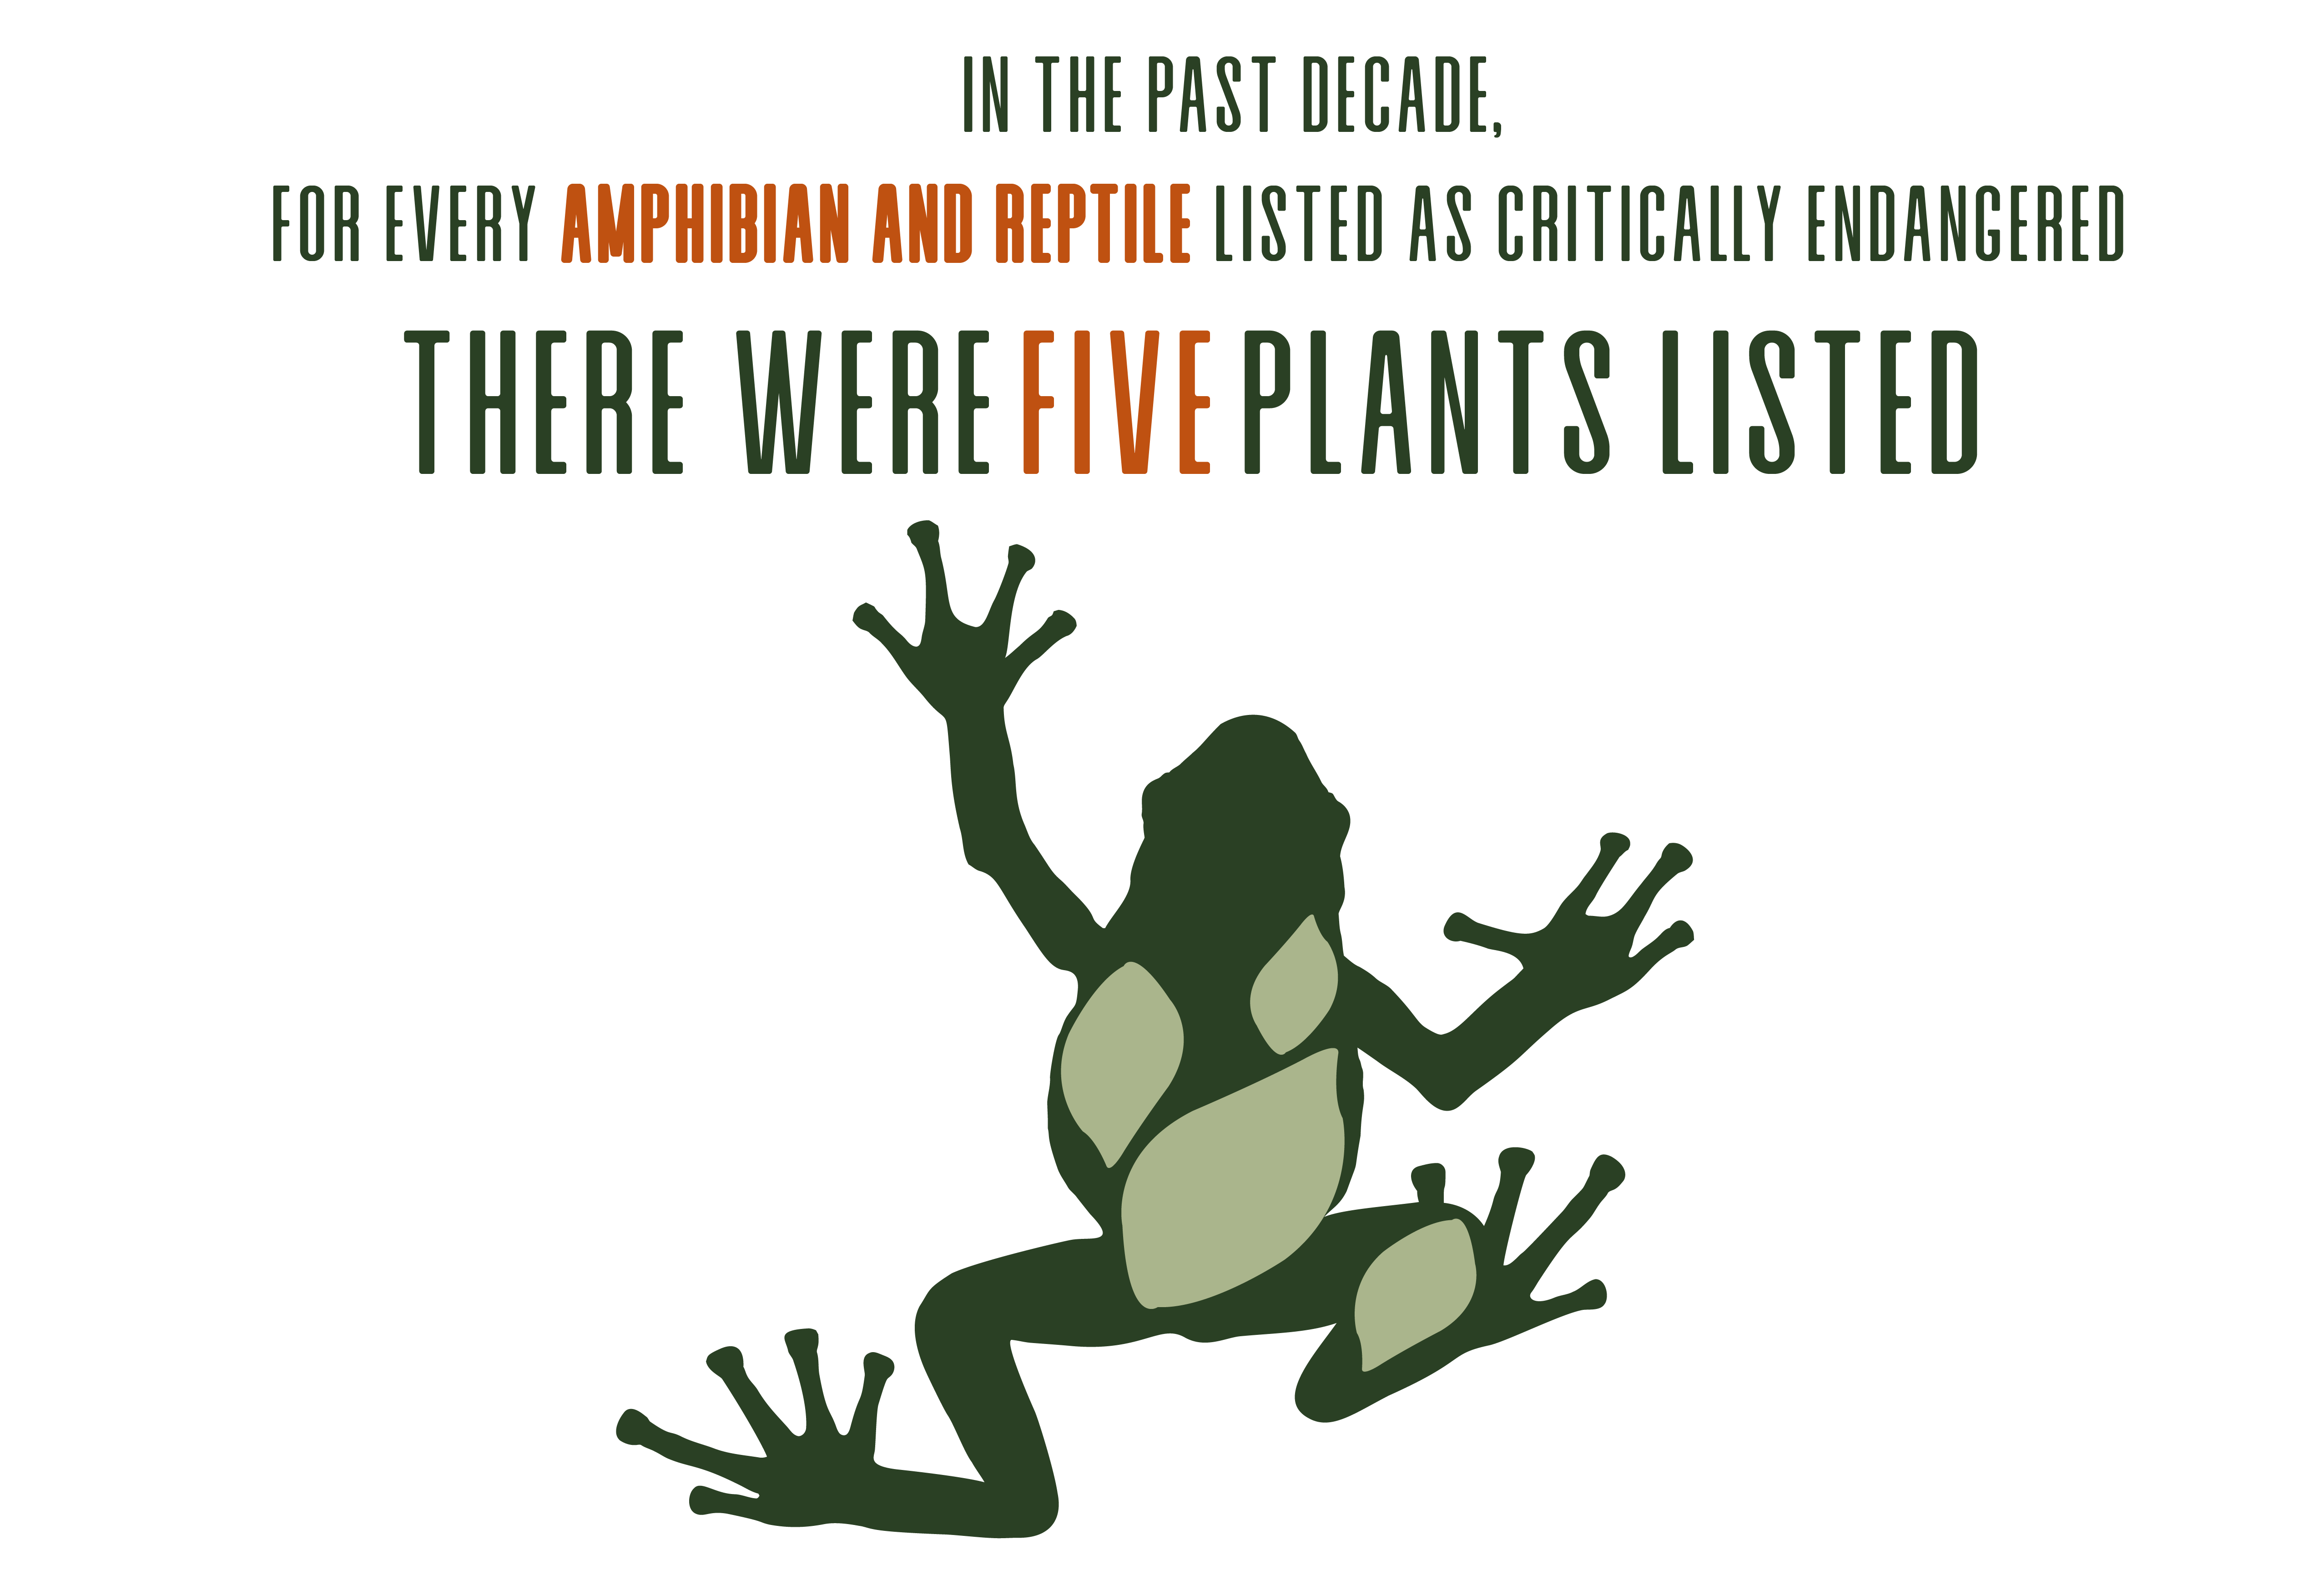 IN THE PAST DECADE,
FOR EVERY AMPHIBIAN AND REPTILE LISTED AS CRITICALLY ENDANGERED
THERE WERE FIVE PLANTS LISTED